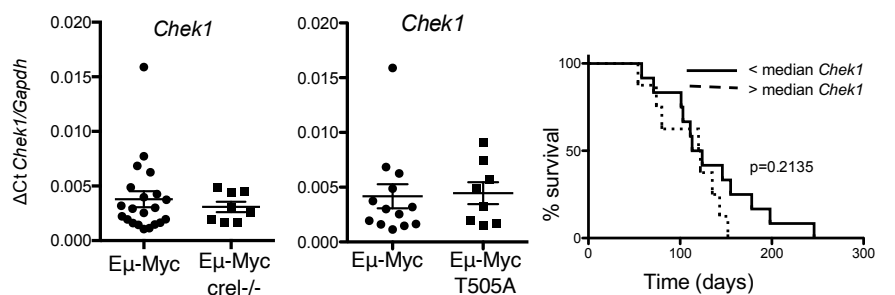 Chek1
ΔCt Chek1/Gapdh
0.020
0.015
0.010
0.005
0.000
Eμ-Myc
Eμ-Myc
crel-/-
Chek1
0.020
0.015
0.010
0.005
0.000
Eμ-Myc
Eμ-Myc
T505A
% survival
100
50
0
0
100
200
300
Time (days)
< median Chek1
> median Chek1
p=0.2135